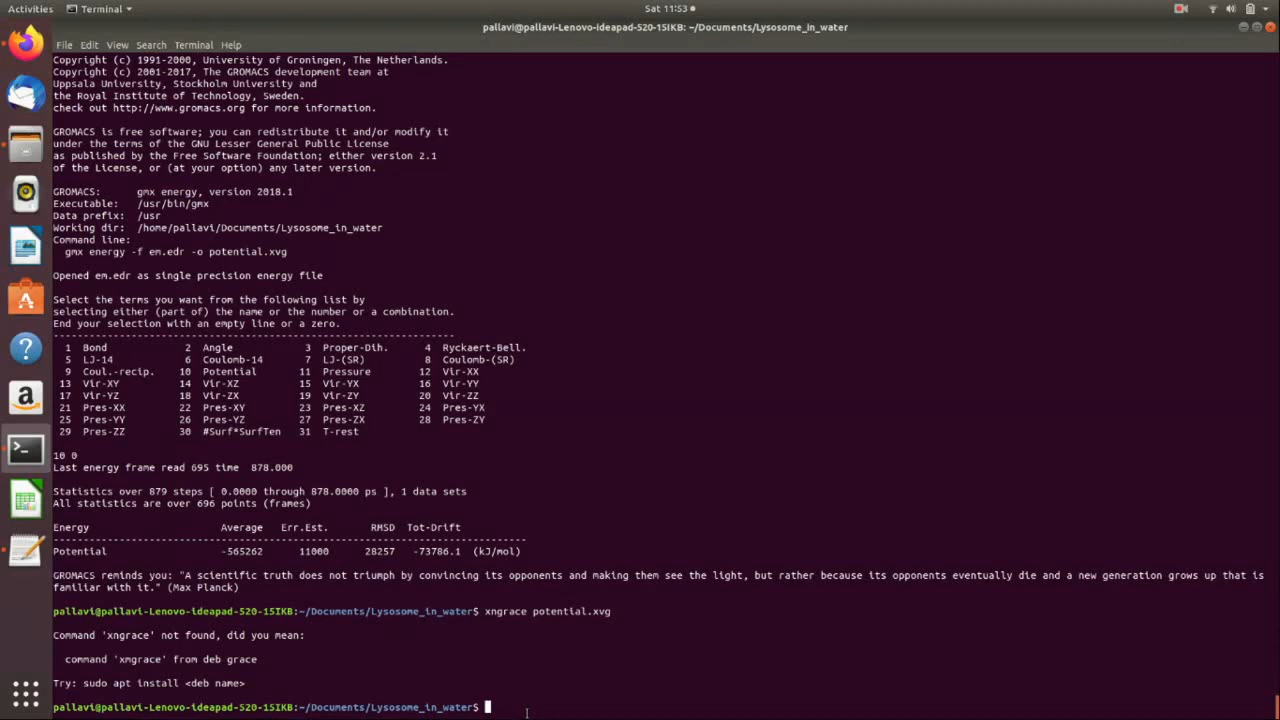 Activities Terminal Sat 11:53
pallavi@pallavi-Lenovo-ideapad-520-15IKB: ~/Documents/Lysosome_in_water
File Edit View Search Terminal Help
Copyright (c) 1991-2000, University of Groningen, The Netherlands.
Copyright (c) 2001-2017, The GROMACS development team at
Uppsala University, Stockholm University and
the Royal Institute of Technology, Sweden.
check out http://www.gromacs.org for more information.
GROMACS is free software; you can redistribute it and/or modify it
under the terms of the GNU Lesser General Public License
as published by the Free Software Foundation; either version 2.1
of the License, or (at your option) any later version.
GROMACS: gmx energy, version 2018.1
Executable: /usr/bin/gmx
Data prefix: /usr
Working dir: /home/pallavi/Documents/Lysosome_in_water
Command line:
gmx energy -f em.edr -o potential.xvg
Opened em.edr as single precision energy file
Select the terms you want from the following list by
selecting either (part of) the name or the number or a combination.
End your selection with an empty line or a zero.
-------------------------------------------------------------------
1 Bond 2 Angle 3 Proper-Dih. 4 Ryckaert-Bell.
5 LJ-14 6 Coulomb-14 7 LJ-(SR) 8 Coulomb-(SR)
9 Coul.-recip. 10 Potential 11 Pressure 12 Vir-XX
13 Vir-XY 14 Vir-XZ 15 Vir-YX 16 Vir-YY
17 Vir-YZ 18 Vir-ZX 19 Vir-ZY 20 Vir-ZZ
21 Pres-XX 22 Pres-XY 23 Pres-XZ 24 Pres-YX
25 Pres-YY 26 Pres-YZ 27 Pres-ZX 28 Pres-ZY
29 Pres-ZZ 30 #Surf*SurfTen 31 T-rest
10 0
Last energy frame read 695 time 878.000
Statistics over 879 steps [ 0.0000 through 878.0000 ps ], 1 data sets
All statistics are over 696 points (frames)
Energy Average Err.Est. RMSD Tot-Drift
-------------------------------------------------------------------------------
Potential -565262 11000 28257 -73786.1 (kJ/mol)
GROMACS reminds you: "A scientific truth does not triumph by convincing its opponents and making them see the light, but rather because its opponents eventually die and a new generation grows up that is
familiar with it." (Max Planck)
pallavi@pallavi-Lenovo-ideapad-520-15IKB:~/Documents/Lysosome_in_water$ xngrace potential.xvg
Command 'xngrace' not found, did you mean:
command 'xmgrace' from deb grace
Try: sudo apt install <deb name>
pallavi@pallavi-Lenovo-ideapad-520-15IKB:~/Documents/Lysosome_in_water$